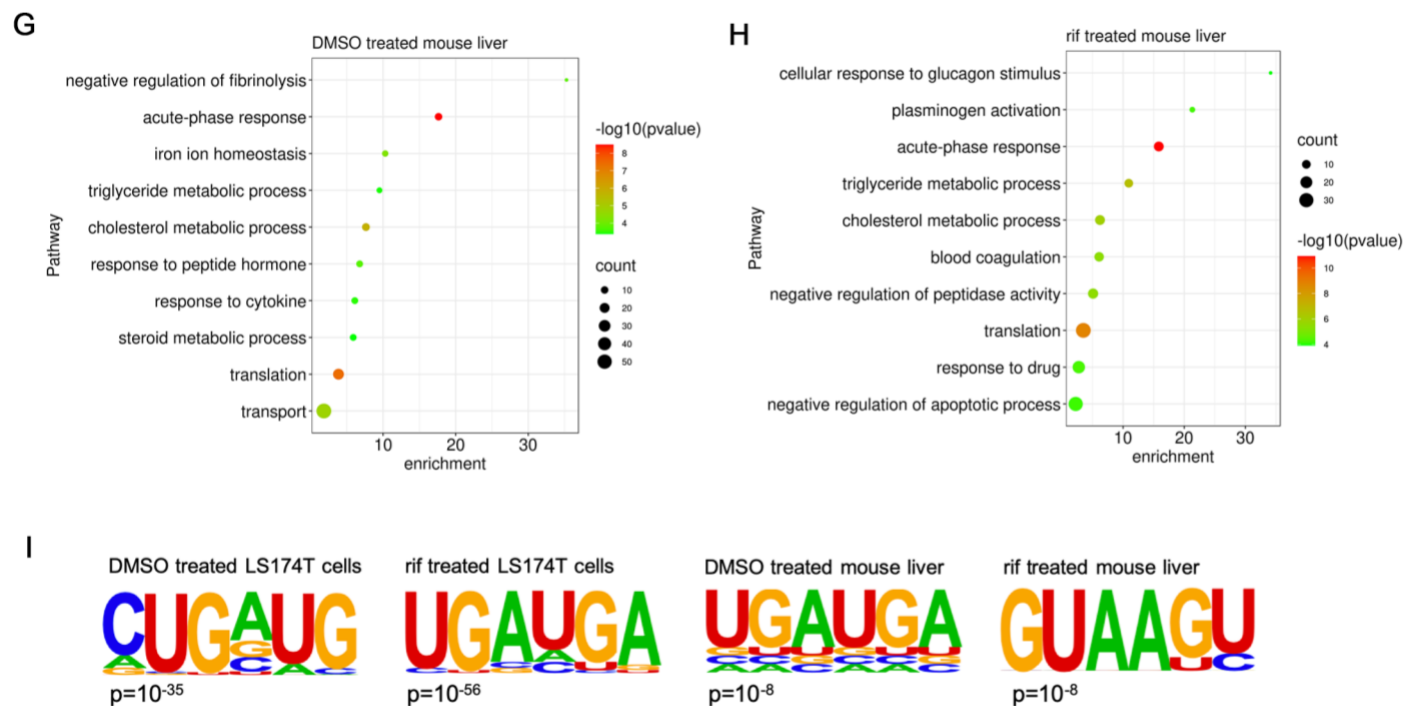 G
DMSO treated mouse liver
negative regulation of fibrinolysis
acute-phase response
iron ion homeostasis
triglyceride metabolic process
cholesterol metabolic process
response to peptide hormone
response to cytokine
steroid metabolic process
translation
transport
Pathway
10 20 30
enrichment
-log10(pvalue)
8
7
6
5
4
count
10
20
30
40
50
H
rif treated mouse liver
cellular response to glucagon stimulus
plasminogen activation
acute-phase response
triglyceride metabolic process
cholesterol metabolic process
blood coagulation
negative regulation of peptidase activity
translation
response to drug
negative regulation of apoptotic process
Pathway
10 20 30
enrichment
count
10
20
30
-log10(pvalue)
10
8
6
4
I
DMSO treated LS174T cells
CUGAUG
p=10-35
rif treated LS174T cells
UGAUGA
p=10-56
DMSO treated mouse liver
UGAUGA
p=10-8
rif treated mouse liver
GUAAGU
p=10-8